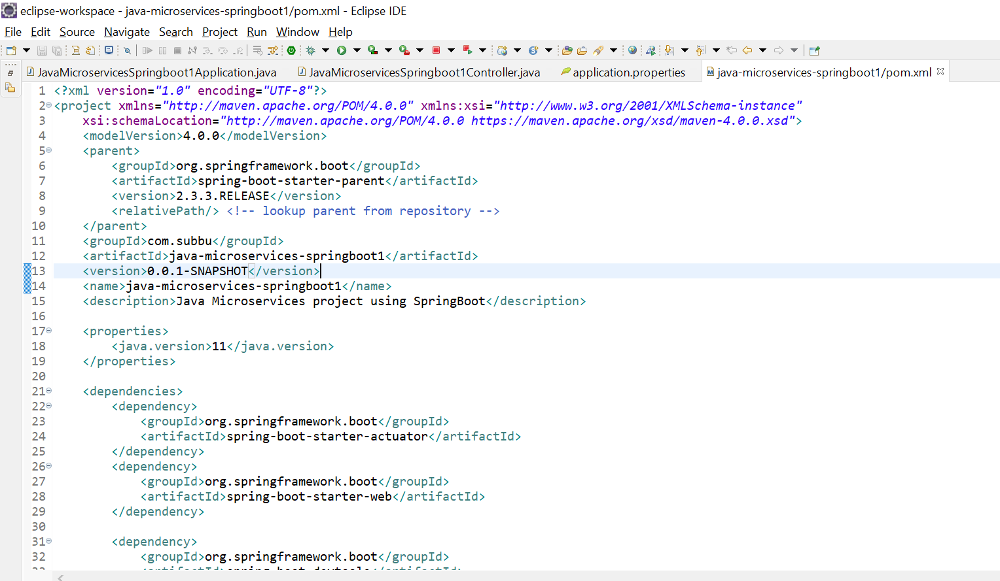 eclipse-workspace - java-microservices-springboot1/pom.xml - Eclipse IDE
File Edit Source Navigate Search Project Run Window Help
JavaMicroservicesSpringboot1Application.java JavaMicroservicesSpringboot1Controller.java application.properties java-microservices-springboot1/pom.xml
1 <?xml version="1.0" encoding="UTF-8"?>
2 <project xmlns="http://maven.apache.org/POM/4.0.0" xmlns:xsi="http://www.w3.org/2001/XMLSchema-instance"
3     xsi:schemaLocation="http://maven.apache.org/POM/4.0.0 https://maven.apache.org/xsd/maven-4.0.0.xsd">
4     <modelVersion>4.0.0</modelVersion>
5     <parent>
6         <groupId>org.springframework.boot</groupId>
7         <artifactId>spring-boot-starter-parent</artifactId>
8         <version>2.3.3.RELEASE</version>
9         <relativePath/> <!-- lookup parent from repository -->
10     </parent>
11     <groupId>com.subbu</groupId>
12     <artifactId>java-microservices-springboot1</artifactId>
13     <version>0.0.1-SNAPSHOT</version>
14     <name>java-microservices-springboot1</name>
15     <description>Java Microservices project using SpringBoot</description>
16
17     <properties>
18         <java.version>11</java.version>
19     </properties>
20
21     <dependencies>
22         <dependency>
23             <groupId>org.springframework.boot</groupId>
24             <artifactId>spring-boot-starter-actuator</artifactId>
25         </dependency>
26         <dependency>
27             <groupId>org.springframework.boot</groupId>
28             <artifactId>spring-boot-starter-web</artifactId>
29         </dependency>
30
31         <dependency>
32             <groupId>org.springframework.boot</groupId>
33             <artifactId>spring-boot-devtools</artifactId>